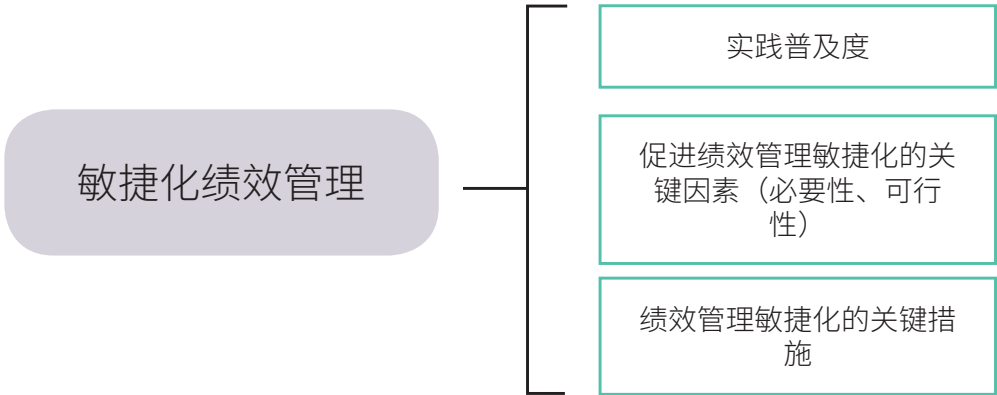 敏捷化绩效管理
实践普及度
促进绩效管理敏捷化的关
键因素（必要性、可行
性）
绩效管理敏捷化的关键措
施